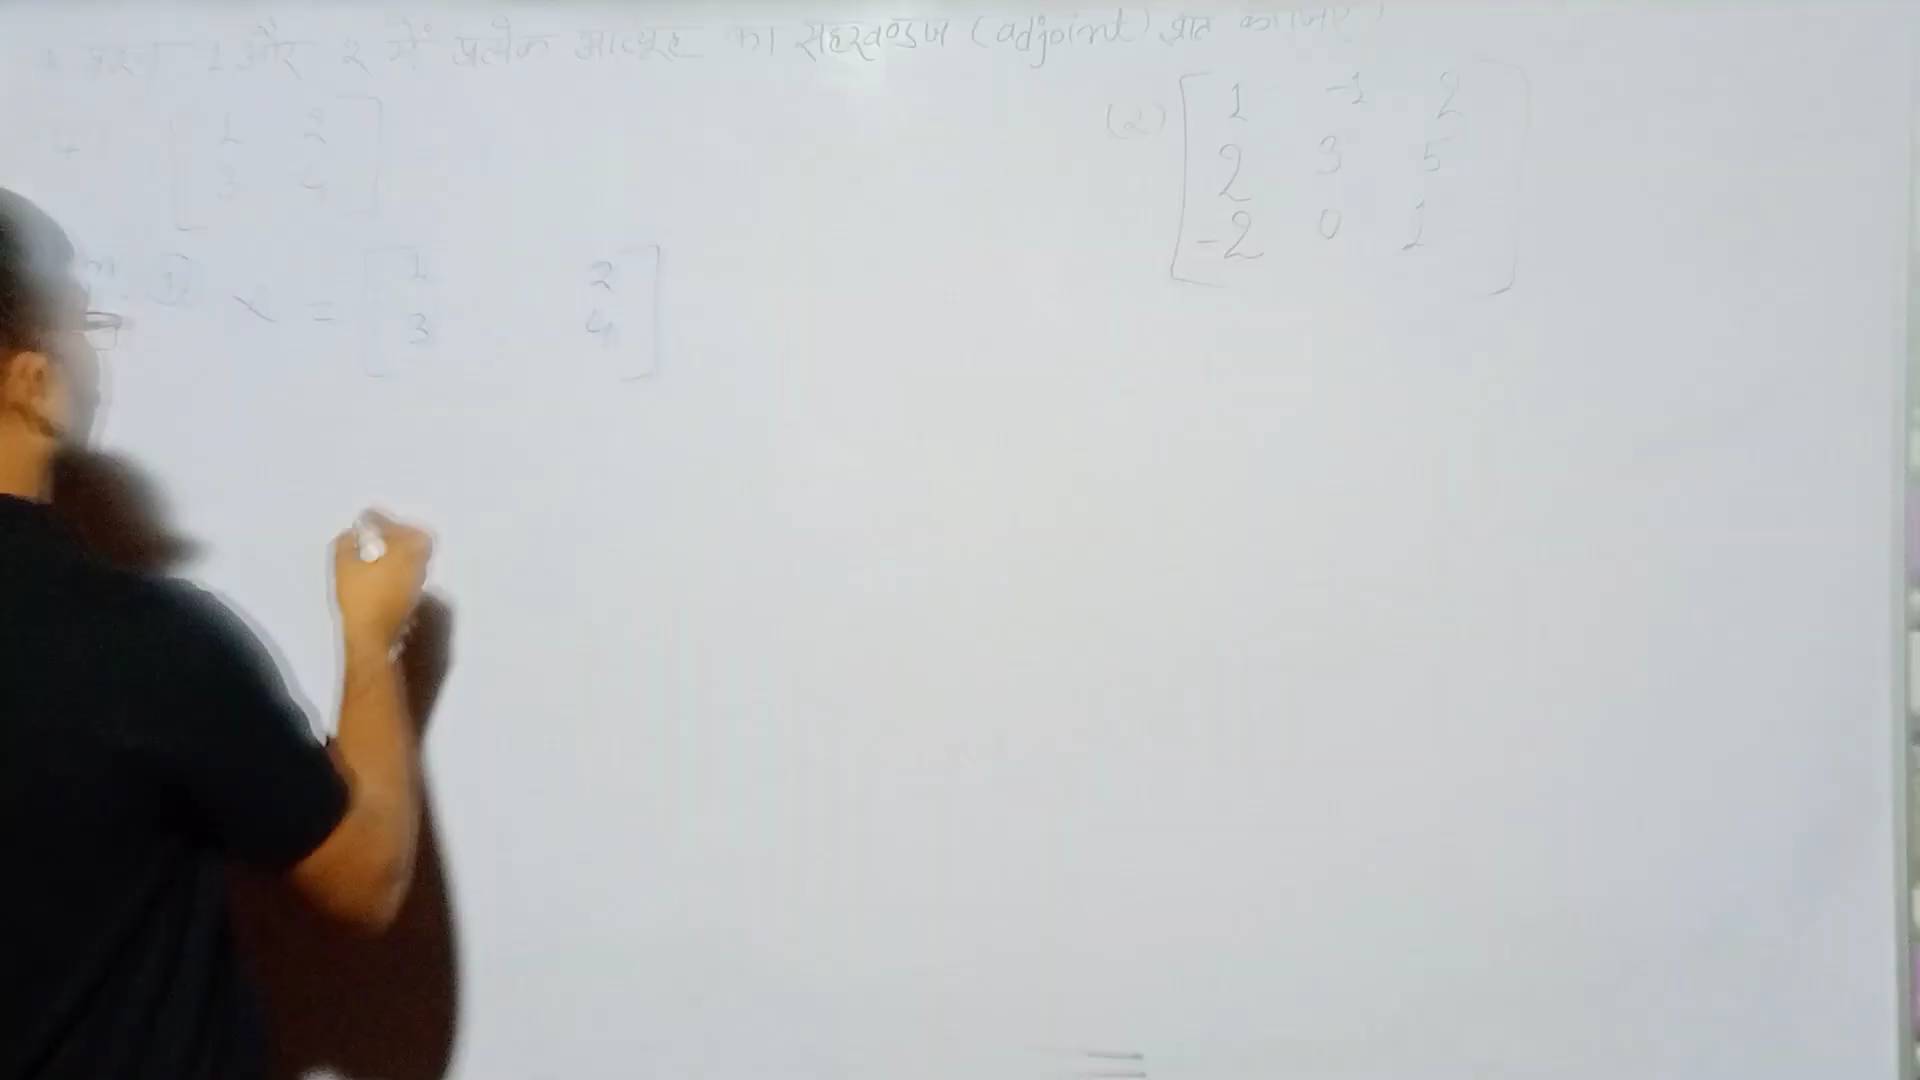 प्रश्न 1 और 2 में प्रत्येक आव्यूह का सहखण्डज (adjoint) ज्ञात कीजिए।
1 2
3 4
(2) 1 -1 2
2 3 5
-2 0 1
= 1 2
3 4